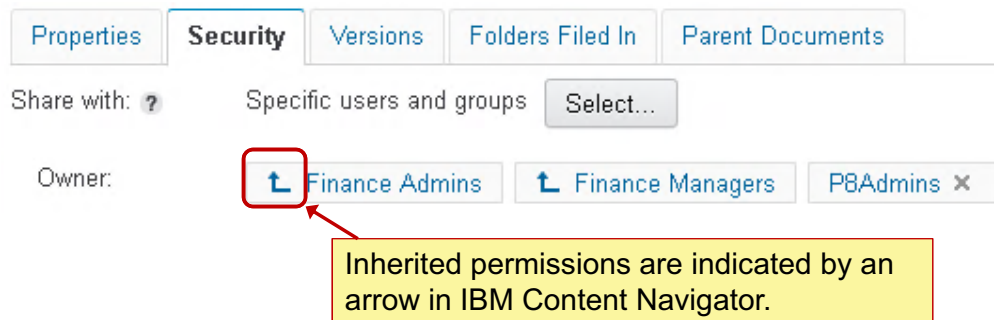 Properties Security Versions Folders Filed In Parent Documents
Share with: ? Specific users and groups Select...
Owner: Finance Admins Finance Managers P8Admins ×
Inherited permissions are indicated by an
arrow in IBM Content Navigator.